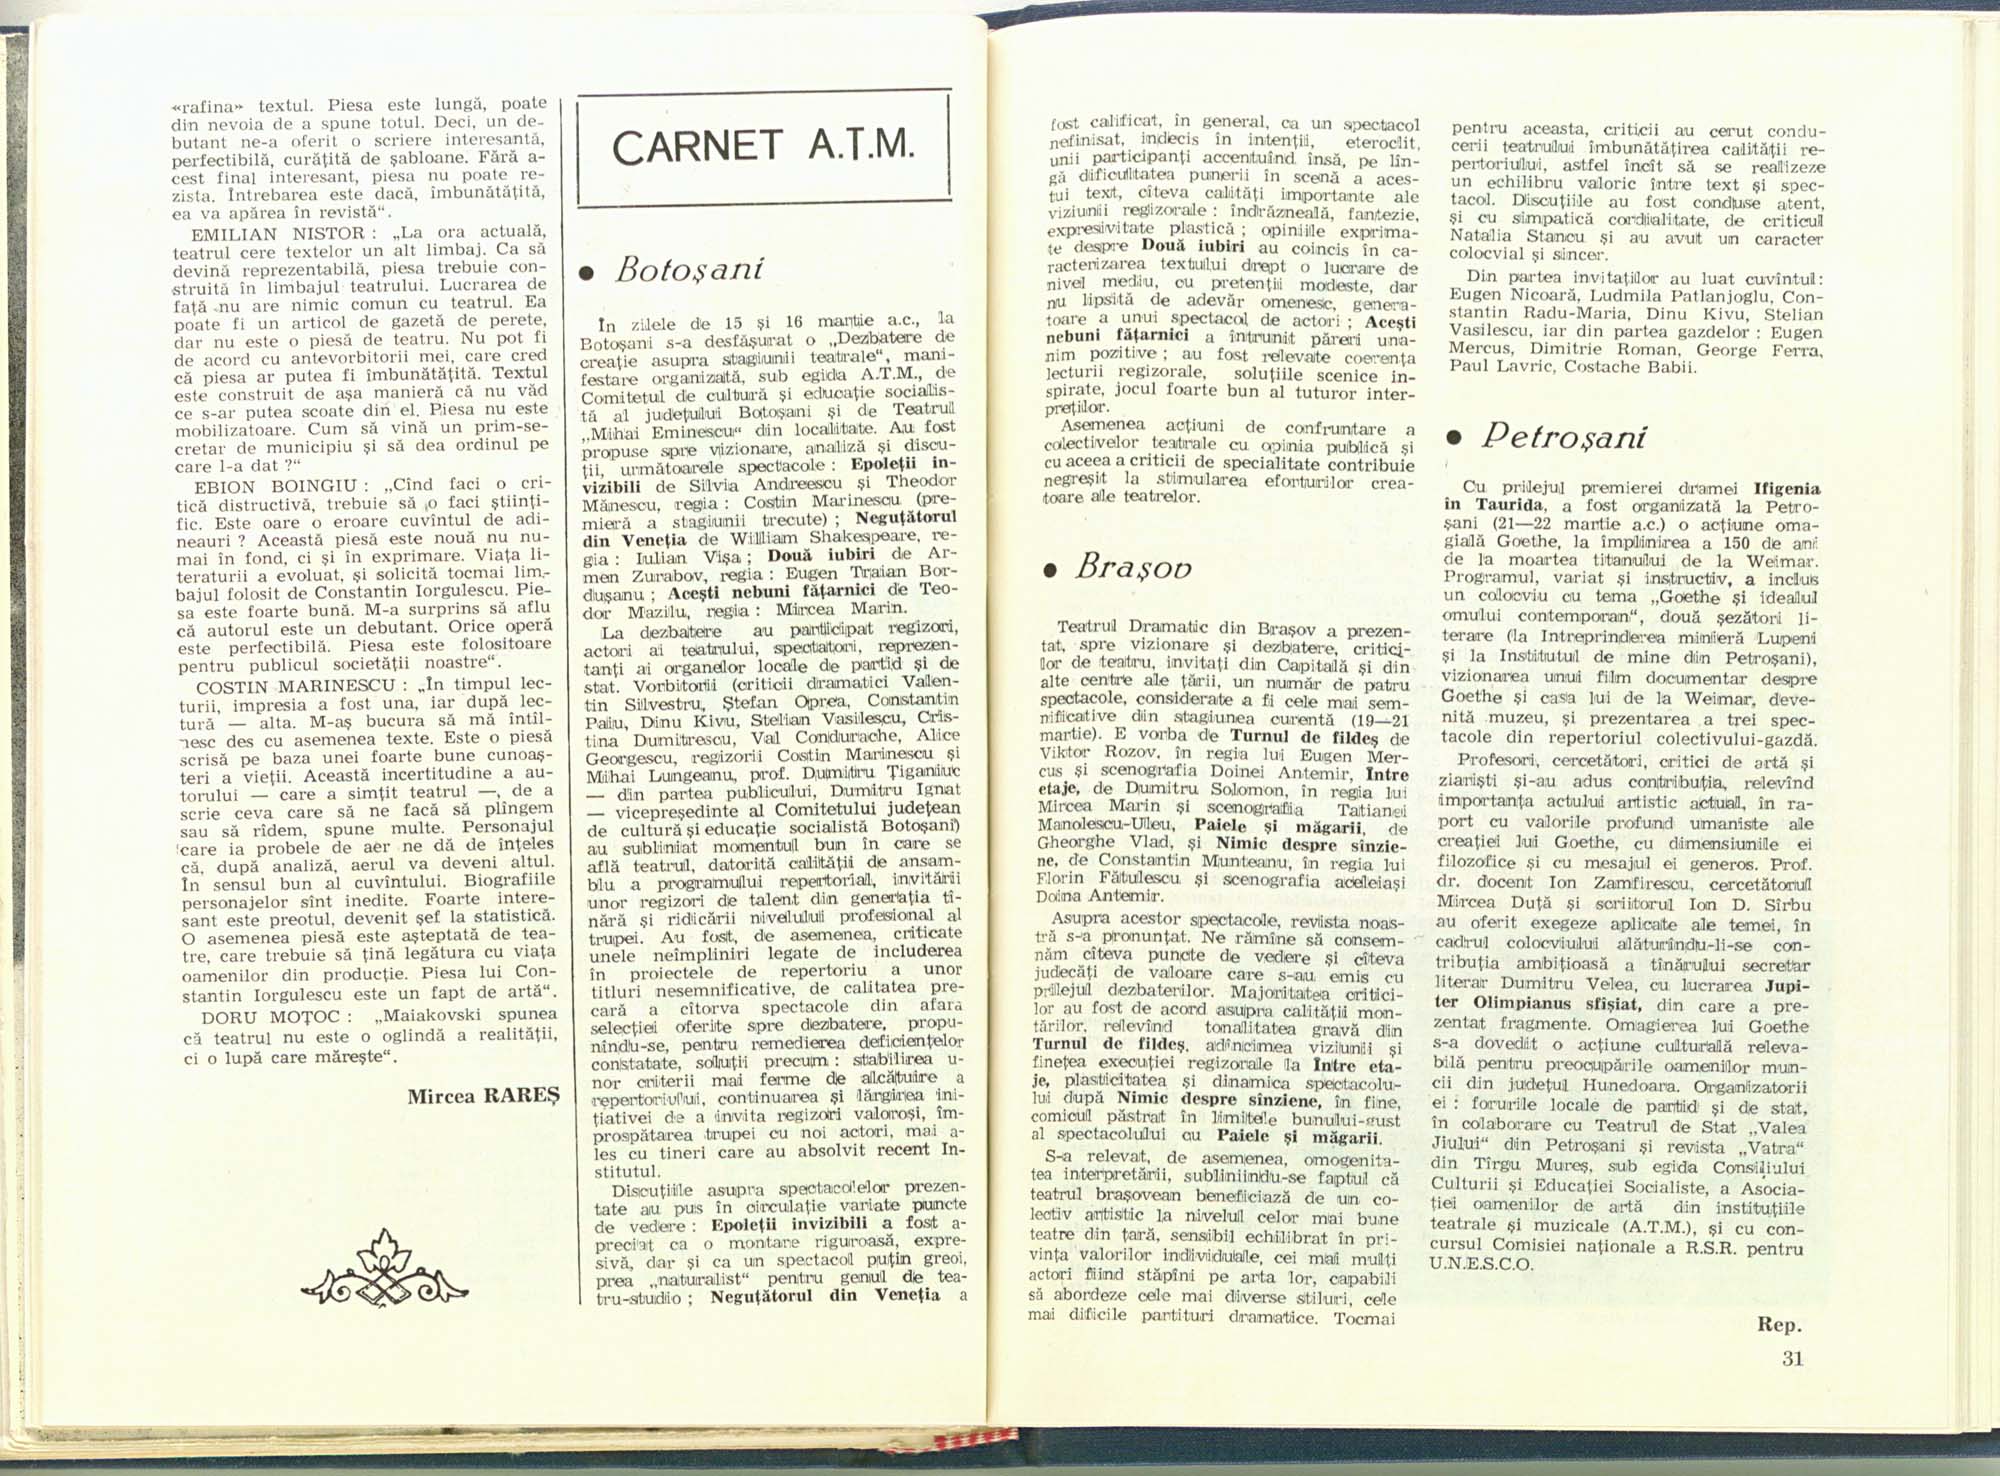 «rafina» textul. Piesa este lungă, poate
din nevoia de a spune totul. Deci, un de-
butant ne-a oferit o scriere interesantă,
perfectibilă, curățită de șabloane. Fără a-
cest final interesant, piesa nu poate re-
zista. Întrebarea este dacă, îmbunătățită,
ea va apărea în revistă“.
EMILIAN NISTOR : „La ora actuală,
teatrul cere textelor un alt limbaj. Ca să
devină reprezentabilă, piesa trebuie con-
struită în limbajul teatrului. Lucrarea de
față nu are nimic comun cu teatrul. Ea
poate fi un articol de gazetă de perete,
dar nu este o piesă de teatru. Nu pot fi
de acord cu antevorbitorii mei, care cred
că piesa ar putea fi îmbunătățită. Textul
este construit de așa manieră că nu văd
ce s-ar putea scoate din el. Piesa nu este
mobilizatoare. Cum să vină un prim-se-
cretar de municipiu și să dea ordinul pe
care l-a dat ?“
EBION BOINGIU : „Cînd faci o cri-
tică distructivă, trebuie să o faci științi-
fic. Este oare o eroare cuvîntul de adi-
neauri ? Această piesă este nouă nu nu-
mai în fond, ci și în exprimare. Viața li-
teraturii a evoluat, și solicită tocmai lim-
bajul folosit de Constantin Iorgulescu. Pie-
sa este foarte bună. M-a surprins să aflu
că autorul este un debutant. Orice operă
este perfectibilă. Piesa este folositoare
pentru publicul societății noastre“.
COSTIN MARINESCU : „În timpul lec-
turii, impresia a fost una, iar după lec-
tură — alta. M-aș bucura să mă întîl-
nesc des cu asemenea texte. Este o piesă
scrisă pe baza unei foarte bune cunoaș-
teri a vieții. Această incertitudine a au-
torului — care a simțit teatrul —, de a
scrie ceva care să ne facă să plîngem
sau să rîdem, spune multe. Personajul
care ia probele de aer ne dă de înțeles
că, după analiză, aerul va deveni altul.
În sensul bun al cuvîntului. Biografiile
personajelor sînt inedite. Foarte intere-
sant este preotul, devenit șef la statistică.
O asemenea piesă este așteptată de tea-
tre, care trebuie să țină legătura cu viața
oamenilor din producție. Piesa lui Con-
stantin Iorgulescu este un fapt de artă“.
DORU MOȚOC : „Maiakovski spunea
că teatrul nu este o oglindă a realității,
ci o lupă care mărește“.
Mircea RAREȘ
CARNET A.T.M.
● Botoșani
În zilele de 15 și 16 martie a.c., la
Botoșani s-a desfășurat o „Dezbatere de
creație asupra stagiunii teatrale“, mani-
festare organizată, sub egida A.T.M., de
Comitetul de cultură și educație socialis-
tă al județului Botoșani și de Teatrul
„Mihai Eminescu“ din localitate. Au fost
propuse spre vizionare, analiză și discu-
ții, următoarele spectacole : Epoleții in-
vizibili de Silvia Andreescu și Theodor
Mănescu, regia : Costin Marinescu (pre-
mieră a stagiunii trecute) ; Neguțătorul
din Veneția de William Shakespeare, re-
gia : Iulian Vișa ; Două iubiri de Ar-
men Zurabov, regia : Eugen Traian Bor-
dușanu ; Acești nebuni fățarnici de Teo-
dor Mazilu, regia : Mircea Marin.
La dezbatere au participat regizori,
actori ai teatrului, spectatori, reprezen-
tanți ai organelor locale de partid și de
stat. Vorbitorii (criticii dramatici Valen-
tin Silvestru, Ștefan Oprea, Constantin
Paiu, Dinu Kivu, Stelian Vasilescu, Cris-
tina Dumitrescu, Val Condurache, Alice
Georgescu, regizorii Costin Marinescu și
Mihai Lungeanu, prof. Dumitru Țiganiuc
— din partea publicului, Dumitru Ignat
— vicepreședinte al Comitetului județean
de cultură și educație socialistă Botoșani)
au subliniat momentul bun în care se
află teatrul, datorită calității de ansam-
blu a programului repertorial, invitării
unor regizori de talent din generația ti-
nără și ridicării nivelului profesional al
trupei. Au fost, de asemenea, criticate
unele neîmpliniri legate de includerea
în proiectele de repertoriu a unor
titluri nesemnificative, de calitatea pre-
cară a cîtorva spectacole din afara
selecției oferite spre dezbatere, propu-
nîndu-se, pentru remedierea deficiențelor
constatate, soluții precum : stabilirea u-
nor criterii mai ferme de alcătuire a
repertoriului, continuarea și lărgirea ini-
țiativei de a invita regizori valoroși, îm-
prospătarea trupei cu noi actori, mai a-
les cu tineri care au absolvit recent In-
stitutul.
Discuțiile asupra spectacolelor prezen-
tate au pus în circulație variate puncte
de vedere : Epoleții invizibili a fost a-
preciat ca o montare riguroasă, expre-
sivă, dar și ca un spectacol puțin greoi,
prea „naturalist“ pentru genul de tea-
tru-studio ; Neguțătorul din Veneția a
fost calificat, în general, ca un spectacol
nefinisat, indecis în intenții, eteroclit,
unii participanți accentuînd însă, pe lîn-
gă dificultatea punerii în scenă a aces-
tui text, cîteva calități importante ale
viziunii regizorale : îndrăzneală, fantezie,
expresivitate plastică ; opiniile exprima-
te despre Două iubiri au coincis în ca-
racterizarea textului drept o lucrare de
nivel mediu, cu pretenții modeste, dar
nu lipsită de adevăr omenesc, genera-
toare a unui spectacol de actori ; Acești
nebuni fățarnici a întrunit păreri una-
nim pozitive ; au fost relevate coerența
lecturii regizorale, soluțiile scenice in-
spirate, jocul foarte bun al tuturor inter-
preților.
Asemenea acțiuni de confruntare a
colectivelor teatrale cu opinia publică și
cu aceea a criticii de specialitate contribuie
negreșit la stimularea eforturilor crea-
toare ale teatrelor.
● Brașov
Teatrul Dramatic din Brașov a prezen-
tat, spre vizionare și dezbatere, critici-
lor de teatru, invitați din Capitală și din
alte centre ale țării, un număr de patru
spectacole, considerate a fi cele mai sem-
nificative din stagiunea curentă (19—21
martie). E vorba de Turnul de fildeș de
Viktor Rozov, în regia lui Eugen Mer-
cus și scenografia Doinei Antemir, Între
etaje, de Dumitru Solomon, în regia lui
Mircea Marin și scenografia Tatianei
Manolescu-Uleu, Paiele și măgarii, de
Gheorghe Vlad, și Nimic despre sînzie-
ne, de Constantin Munteanu, în regia lui
Florin Fătulescu și scenografia aceleiași
Doina Antemir.
Asupra acestor spectacole, revista noas-
tră s-a pronunțat. Ne rămîne să consem-
năm cîteva puncte de vedere și cîteva
judecăți de valoare care s-au emis cu
prilejul dezbaterilor. Majoritatea critici-
lor au fost de acord asupra calității mon-
tărilor, relevînd tonalitatea gravă din
Turnul de fildeș, adîncimea viziunii și
finețea execuției regizorale la Între eta-
je, plasticitatea și dinamica spectacolu-
lui după Nimic despre sînziene, în fine,
comicul păstrat în limitele bunului-gust
al spectacolului cu Paiele și măgarii.
S-a relevat, de asemenea, omogenita-
tea interpretării, subliniindu-se faptul că
teatrul brașovean beneficiază de un co-
lectiv artistic la nivelul celor mai bune
teatre din țară, sensibil echilibrat în pri-
vința valorilor individuale, cei mai mulți
actori fiind stăpîni pe arta lor, capabili
să abordeze cele mai diverse stiluri, cele
mai dificile partituri dramatice. Tocmai
pentru aceasta, criticii au cerut condu-
cerii teatrului îmbunătățirea calității re-
pertoriului, astfel încît să se realizeze
un echilibru valoric între text și spec-
tacol. Discuțiile au fost conduse atent,
și cu simpatică cordialitate, de criticul
Natalia Stancu și au avut un caracter
colocvial și sincer.
Din partea invitaților au luat cuvîntul :
Eugen Nicoară, Ludmila Patlanjoglu, Con-
stantin Radu-Maria, Dinu Kivu, Stelian
Vasilescu, iar din partea gazdelor : Eugen
Mercus, Dimitrie Roman, George Ferra,
Paul Lavric, Costache Babii.
● Petroșani
Cu prilejul premierei dramei Ifigenia
în Taurida, a fost organizată la Petro-
șani (21—22 martie a.c.) o acțiune oma-
gială Goethe, la împlinirea a 150 de ani
de la moartea titanului de la Weimar.
Programul, variat și instructiv, a inclus
un colocviu cu tema „Goethe și idealul
omului contemporan“, două șezători li-
terare (la Intreprinderea minieră Lupeni
și la Institutul de mine din Petroșani),
vizionarea unui film documentar despre
Goethe și casa lui de la Weimar, deve-
nită muzeu, și prezentarea a trei spec-
tacole din repertoriul colectivului-gazdă.
Profesori, cercetători, critici de artă și
ziariști și-au adus contribuția, relevînd
importanța actului artistic actual, în ra-
port cu valorile profund umaniste ale
creației lui Goethe, cu dimensiunile ei
filozofice și cu mesajul ei generos. Prof.
dr. docent Ion Zamfirescu, cercetătorul
Mircea Duță și scriitorul Ion D. Sîrbu
au oferit exegeze aplicate ale temei, în
cadrul colocviului alăturîndu-li-se con-
tribuția ambițioasă a tînărului secretar
literar Dumitru Velea, cu lucrarea Jupi-
ter Olimpianus sfîșiat, din care a pre-
zentat fragmente. Omagierea lui Goethe
s-a dovedit o acțiune culturală releva-
bilă pentru preocupările oamenilor mun-
cii din județul Hunedoara. Organizatorii
ei : forurile locale de partid și de stat,
în colaborare cu Teatrul de Stat „Valea
Jiului“ din Petroșani și revista „Vatra“
din Tîrgu Mureș, sub egida Consiliului
Culturii și Educației Socialiste, a Asocia-
ției oamenilor de artă din instituțiile
teatrale și muzicale (A.T.M.), și cu con-
cursul Comisiei naționale a R.S.R. pentru
U.N.E.S.C.O.
Rep.
31